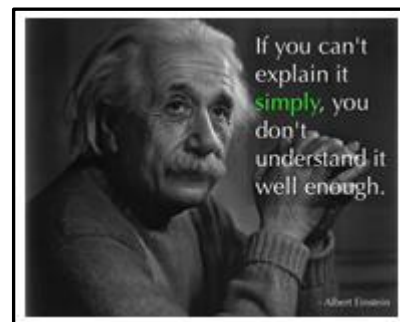 If you can't
explain it
simply, you
don't
understand it
well enough.
- Albert Einstein